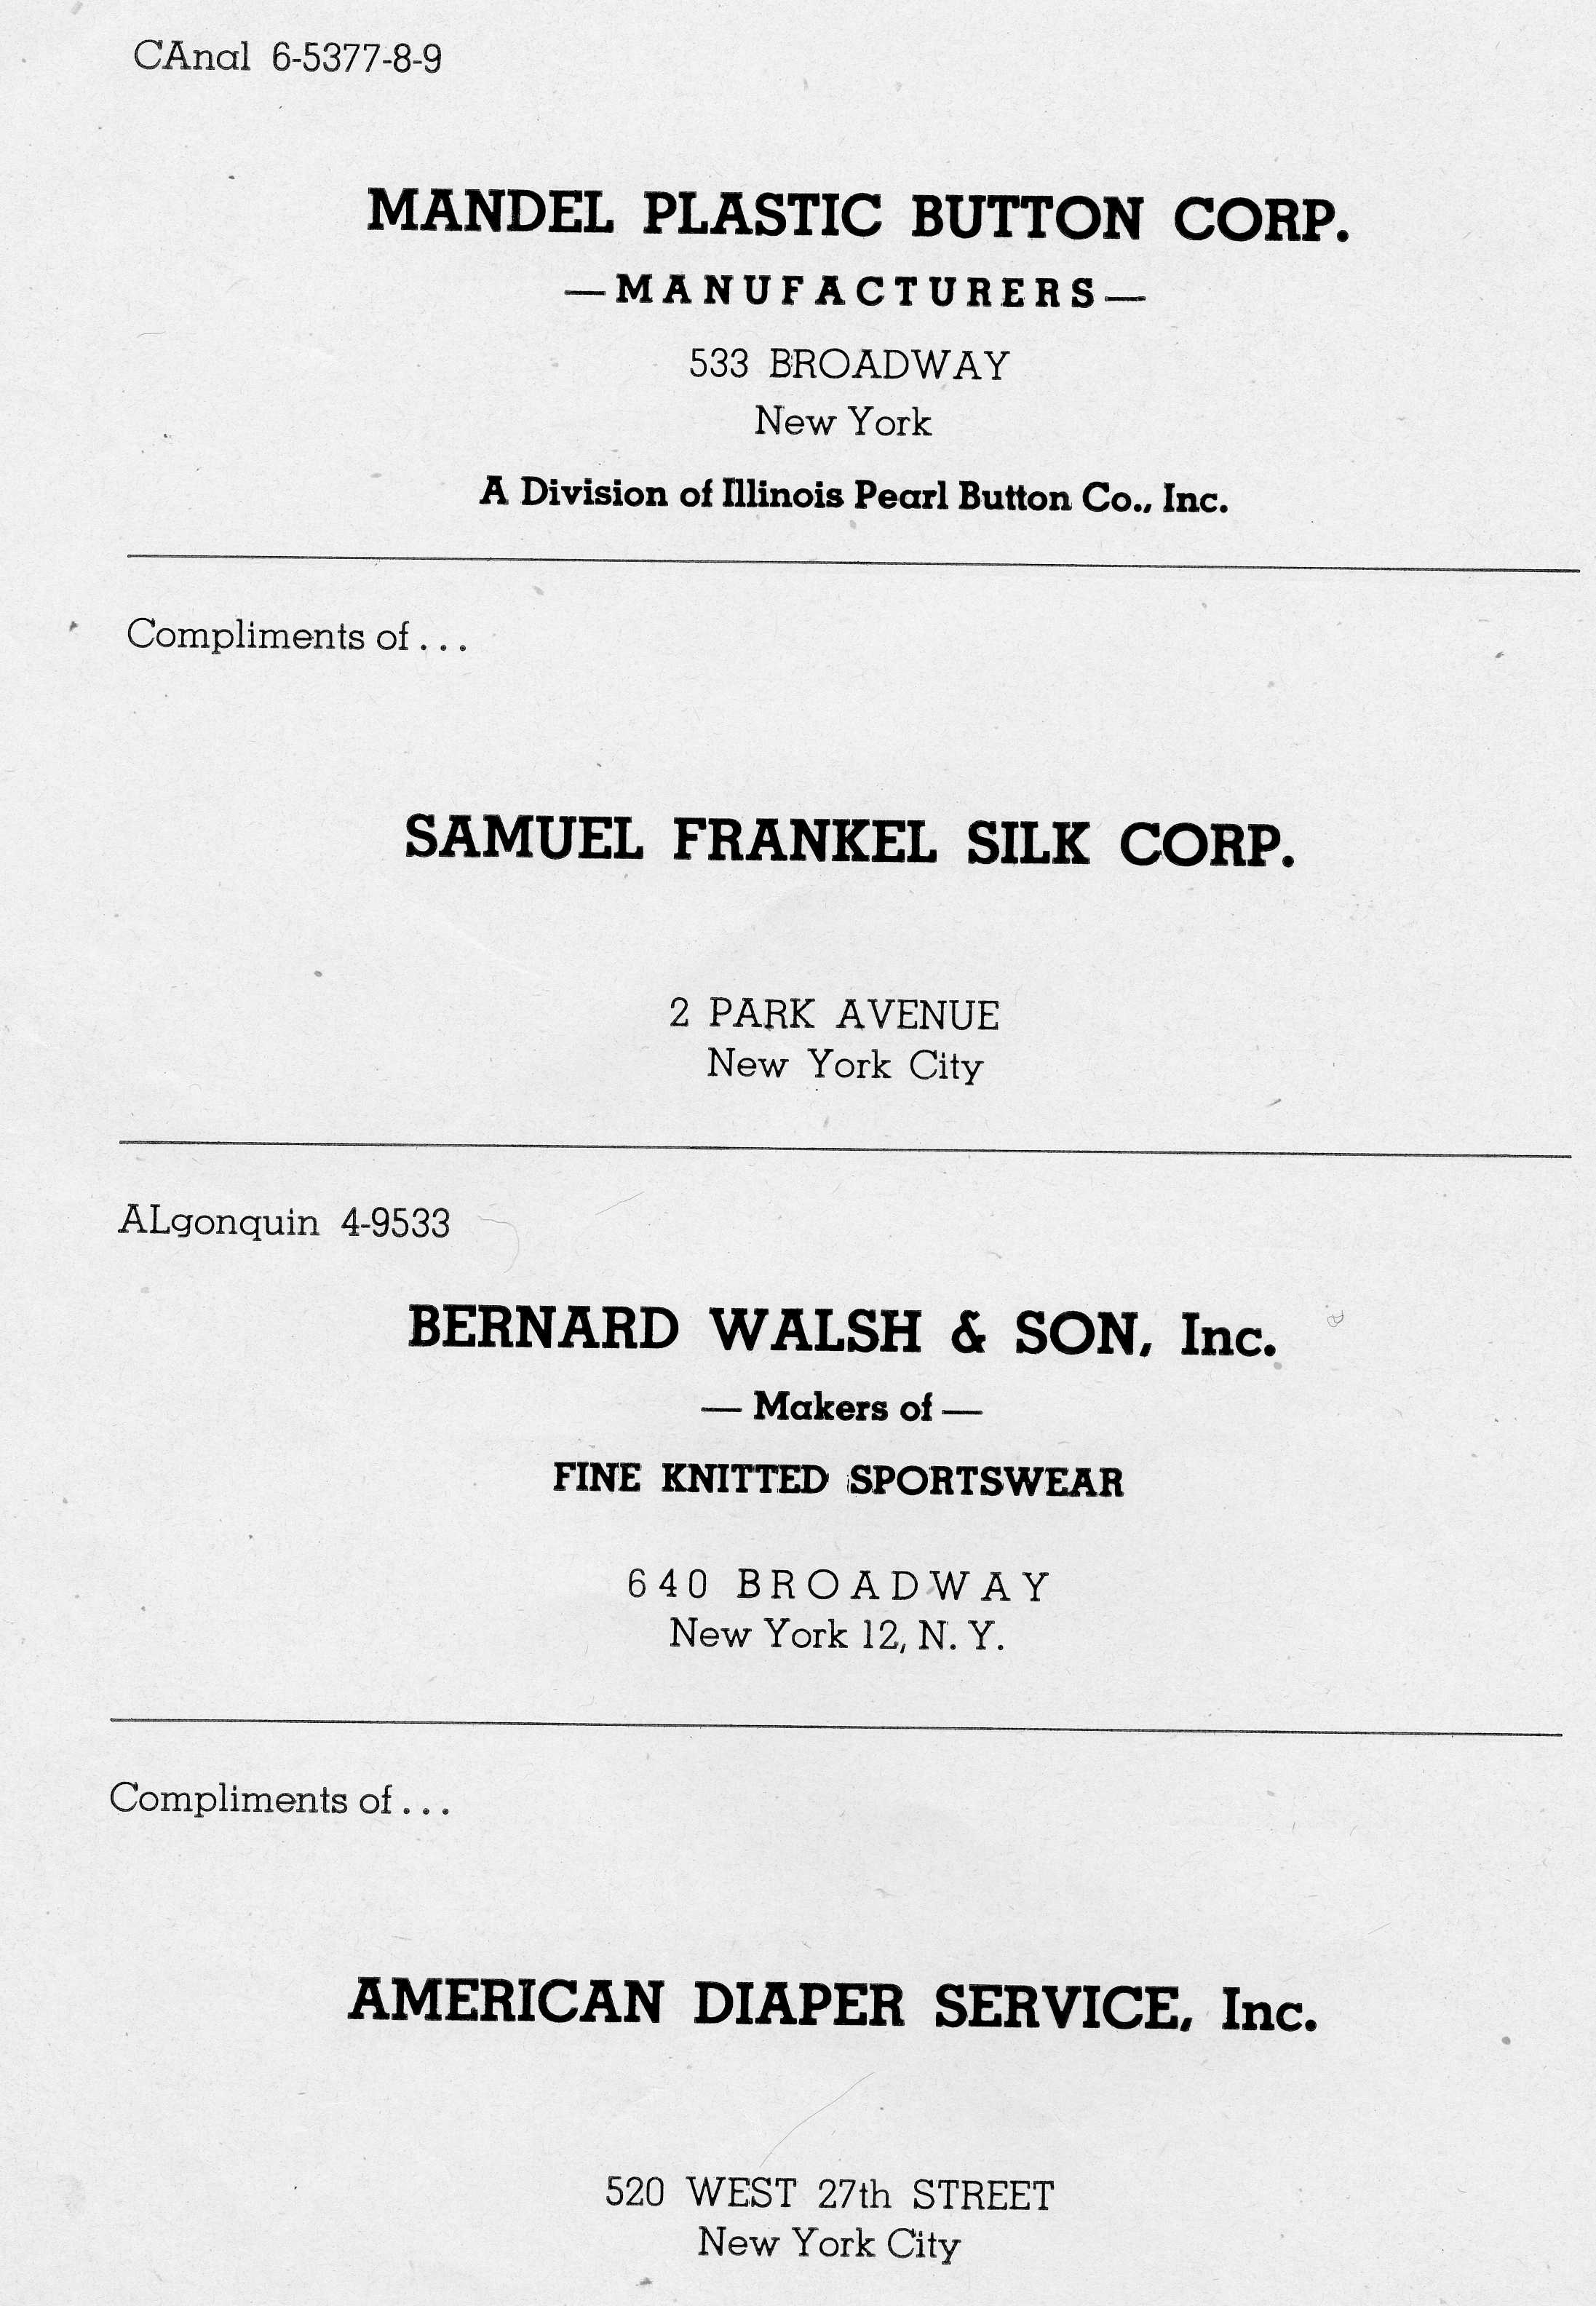 CAnal 6-5377-8-9
MANDEL PLASTIC BUTTON CORP.
—MANUFACTURERS—
533 BROADWAY
New York
A Division of Illinois Pearl Button Co., Inc.
Compliments of . . .
SAMUEL FRANKEL SILK CORP.
2 PARK AVENUE
New York City
ALgonquin 4-9533
BERNARD WALSH & SON, Inc.
— Makers of —
FINE KNITTED SPORTSWEAR
640 BROADWAY
New York 12, N. Y.
Compliments of . . .
AMERICAN DIAPER SERVICE, Inc.
520 WEST 27th STREET
New York City